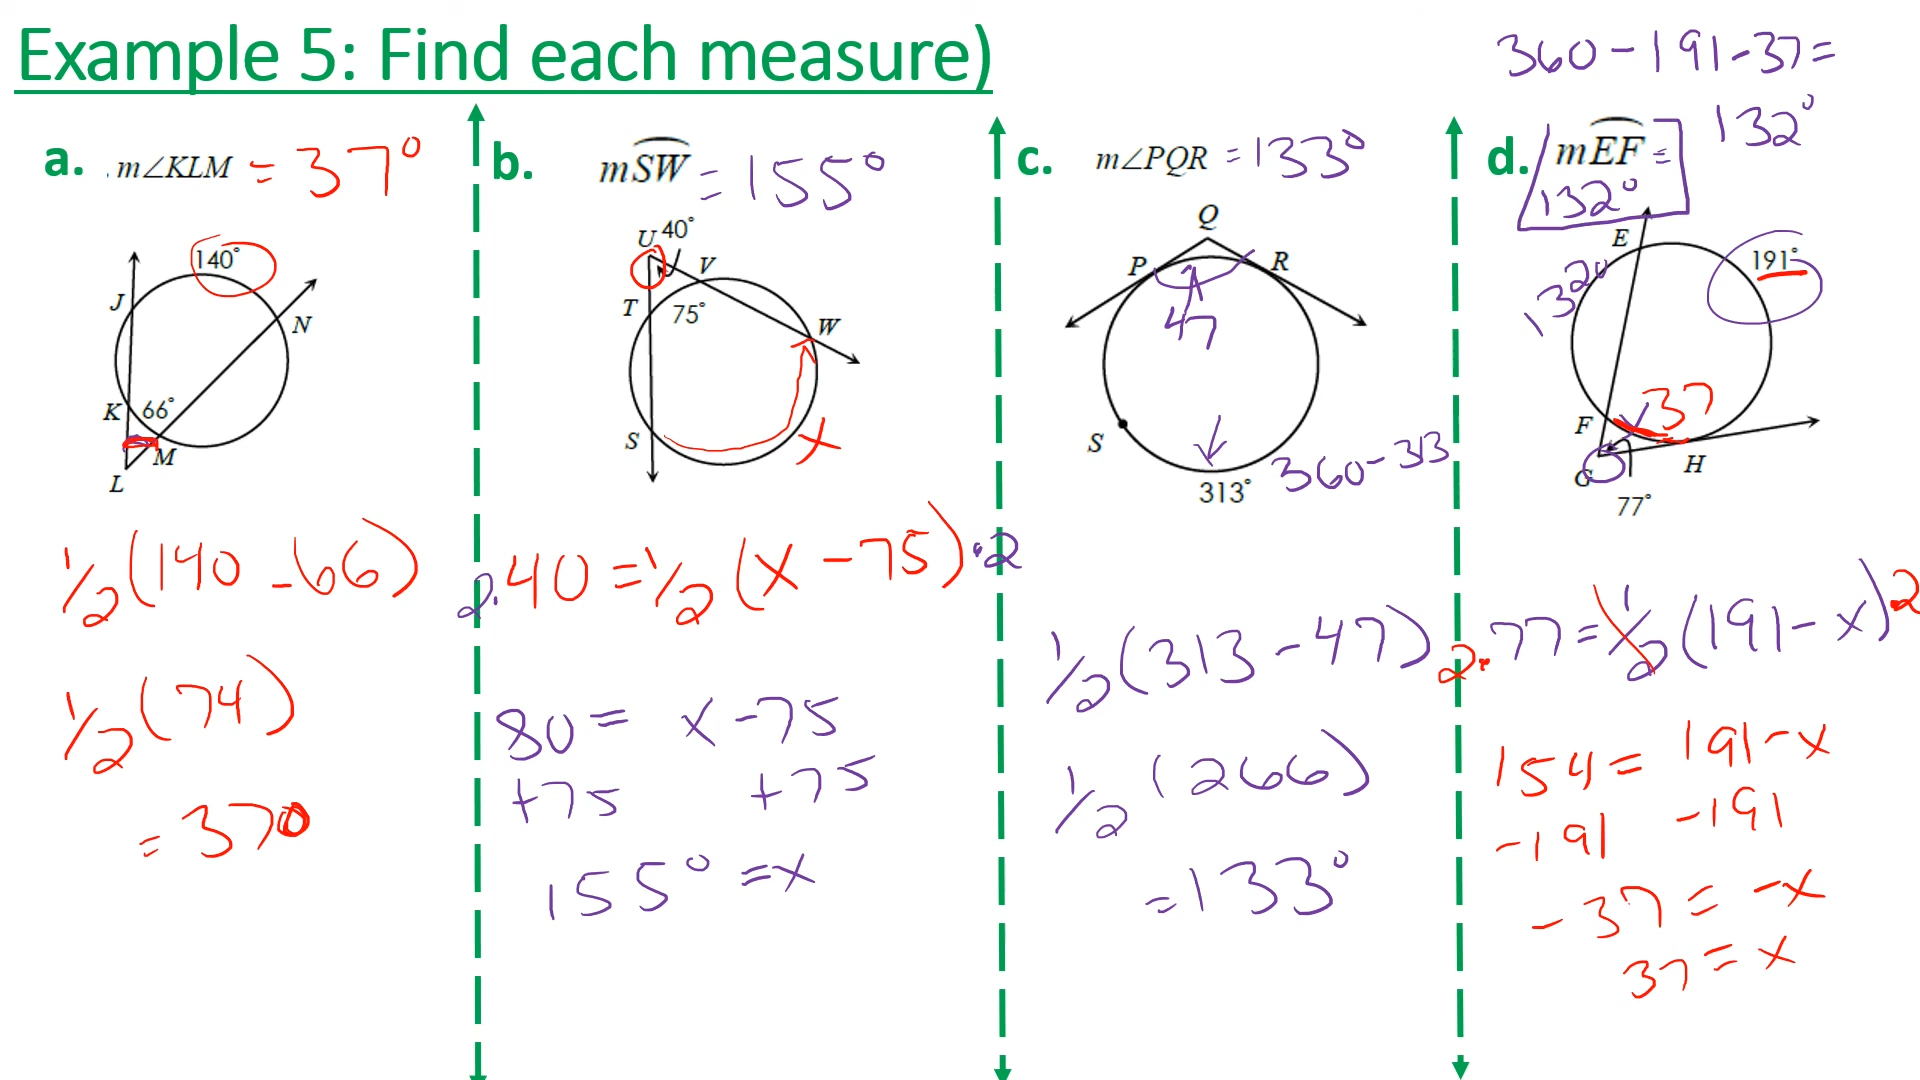 Example 5: Find each measure)
360 - 191 - 37 =
132°
a. m∠KLM = 37°
140°
J
N
K
66°
M
L
1/2 (140 - 66)
1/2 (74)
= 370
b. mSW = 155°
U
40°
V
T
75°
W
S
x
2 · 40 = 1/2 (x - 75) · 2
80 = x - 75
+75 +75
155° = x
c. m∠PQR = 133°
Q
P
R
47
S
313°
360 - 313
1/2 (313 - 47)
1/2 (266)
= 133°
d. mEF =
132°
E
191°
132°
37
F
G
H
77°
2 · 77 = 1/2 (191 - x) · 2
154 = 191 - x
-191 -191
-37 = -x
37 = x